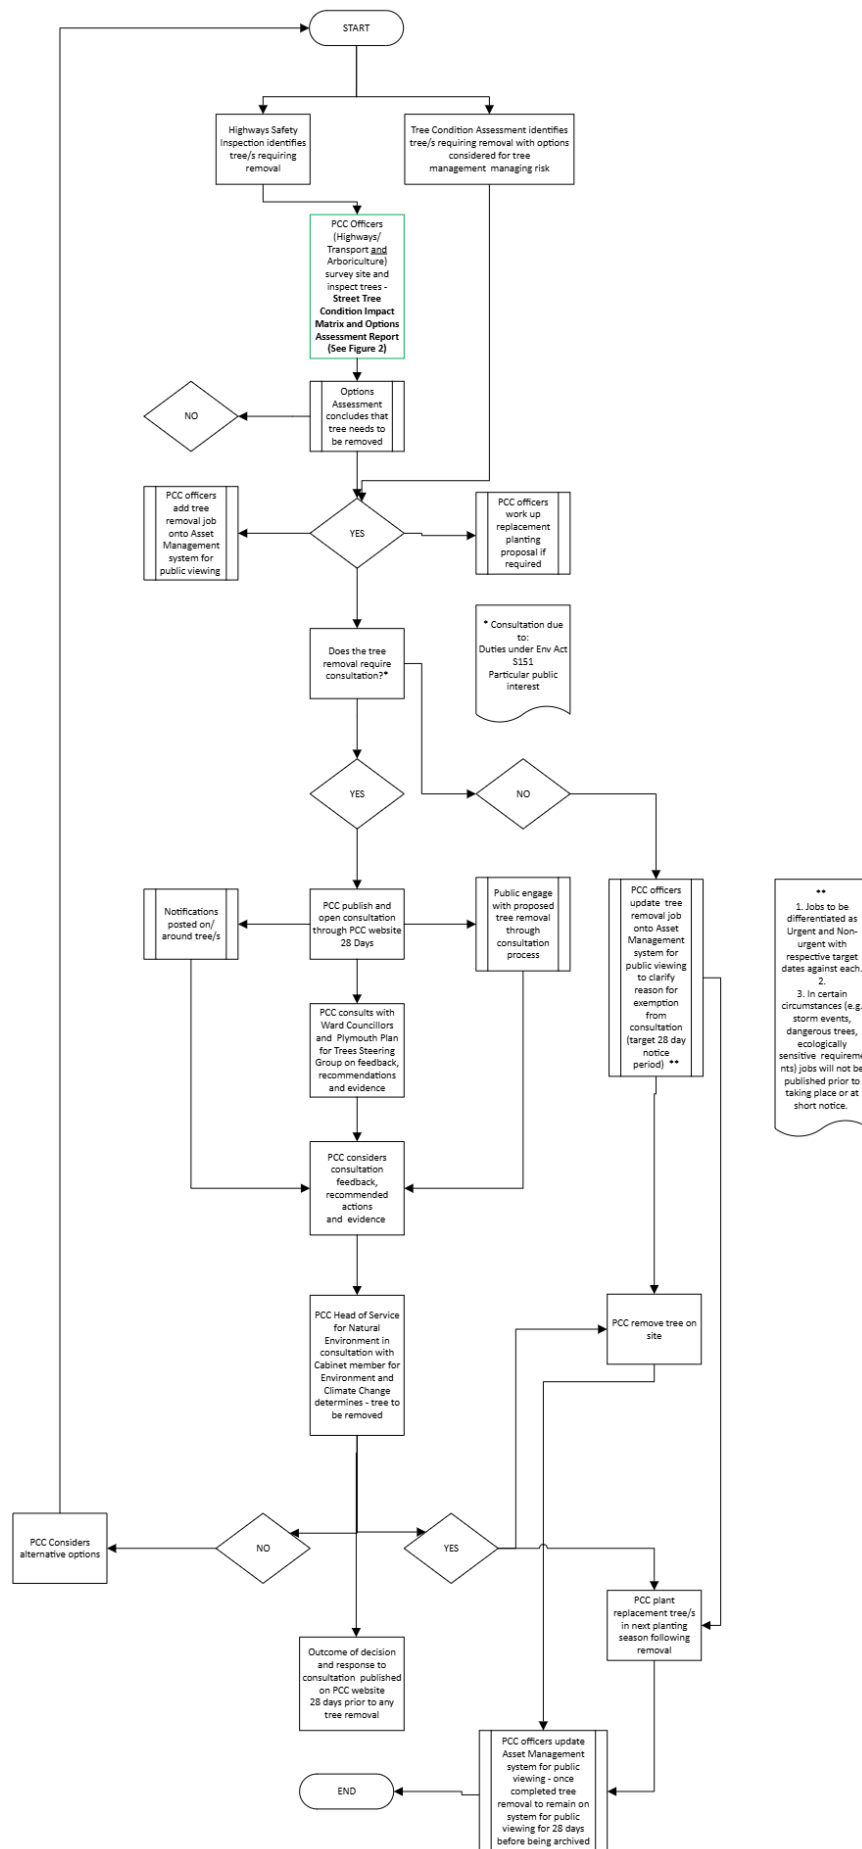 START
Highways Safety
Inspection identifies
tree/s requiring
removal
Tree Condition Assessment identifies
tree/s requiring removal with options
considered for tree
management  managing risk
PCC Officers
(Highways/
Transport and
Arboriculture)
survey site and
inspect trees -
Street Tree
Condition Impact
Matrix and Options
Assessment Report
(See Figure 2)
NO
Options
Assessment
concludes that
tree needs to
be removed
PCC officers
add tree
removal job
onto Asset
Management
system for
public viewing
YES
PCC officers
work up
replacement
planting
proposal if
required
Does the tree
removal require
consultation?*
* Consultation due
to:
Duties under Env Act
S151
Particular public
interest
YES
NO
Notifications
posted on/
around tree/s
PCC publish and
open consultation
through PCC website
28 Days
Public engage
with proposed
tree removal
through
consultation
process
PCC officers
update  tree
removal job
onto Asset
Management
system for
public viewing
to clarify
reason for
exemption
from
consultation
(target 28 day
notice
period)  **
**
1. Jobs to be
differentiated as
Urgent and Non-
urgent with
respective target
dates against each.
2.
3. In certain
circumstances (e.g.
storm events,
dangerous trees,
ecologically
sensitive  requireme
nts) jobs will not be
published prior to
taking place or at
short notice.
PCC consults with
Ward Councillors
and  Plymouth Plan
for Trees Steering
Group on feedback,
recommendations
and evidence
PCC considers
consultation
feedback,
recommended
actions
and  evidence
PCC Head of Service
for Natural
Environment in
consultation with
Cabinet member for
Environment and
Climate Change
determines - tree to
be removed
PCC remove tree on
site
PCC Considers
alternative options
NO
YES
PCC plant
replacement tree/s
in next planting
season following
removal
Outcome of decision
and response to
consultation  published
on PCC website
28 days prior to any
tree removal
END
PCC officers update
Asset Management
system for public
viewing - once
completed tree
removal to remain on
system for public
viewing for 28 days
before being archived